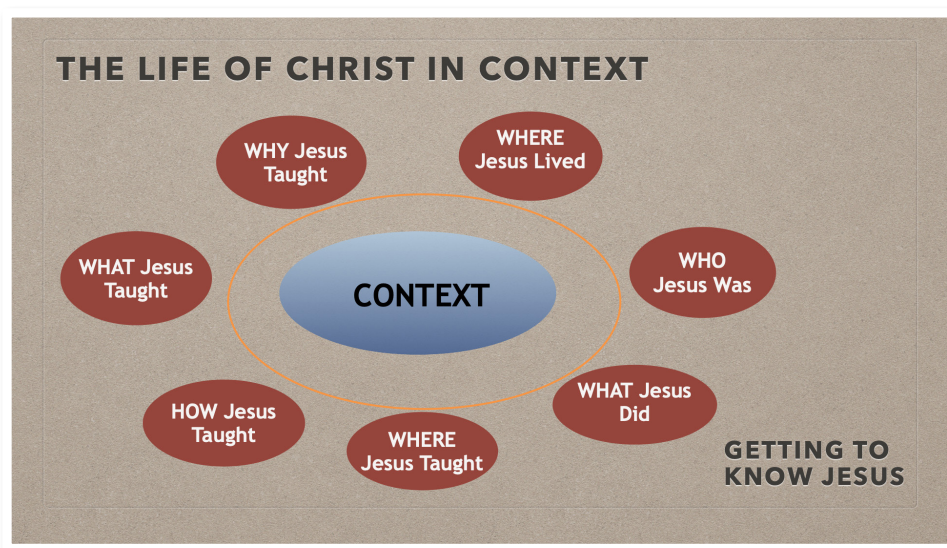 THE LIFE OF CHRIST IN CONTEXT
WHY Jesus
Taught
WHERE
Jesus Lived
WHAT Jesus
Taught
CONTEXT
WHO
Jesus Was
HOW Jesus
Taught
WHERE
Jesus Taught
WHAT Jesus
Did
GETTING TO
KNOW JESUS